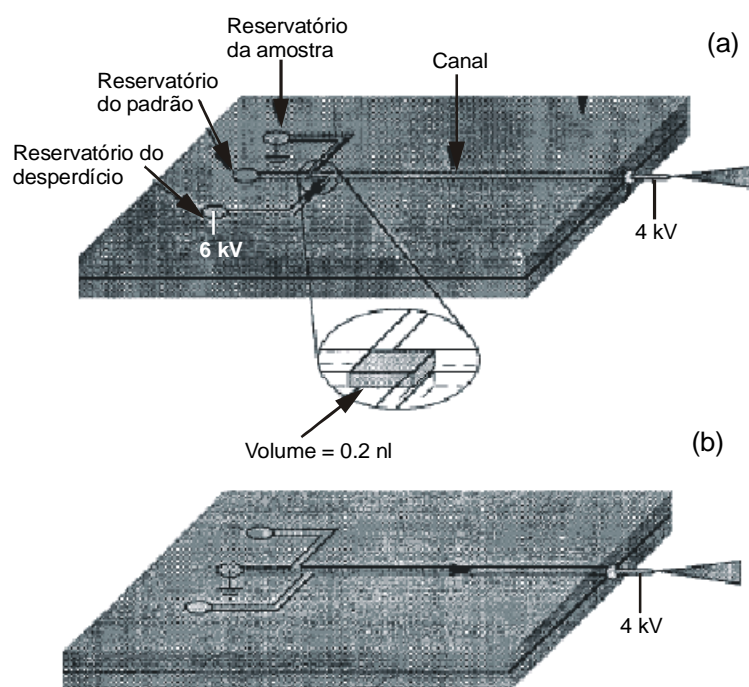 Reservatório
da amostra
(a)
Canal
Reservatório
do padrão
Reservatório do
desperdício
6 kV
4 kV
Volume = 0.2 nl
(b)
4 kV